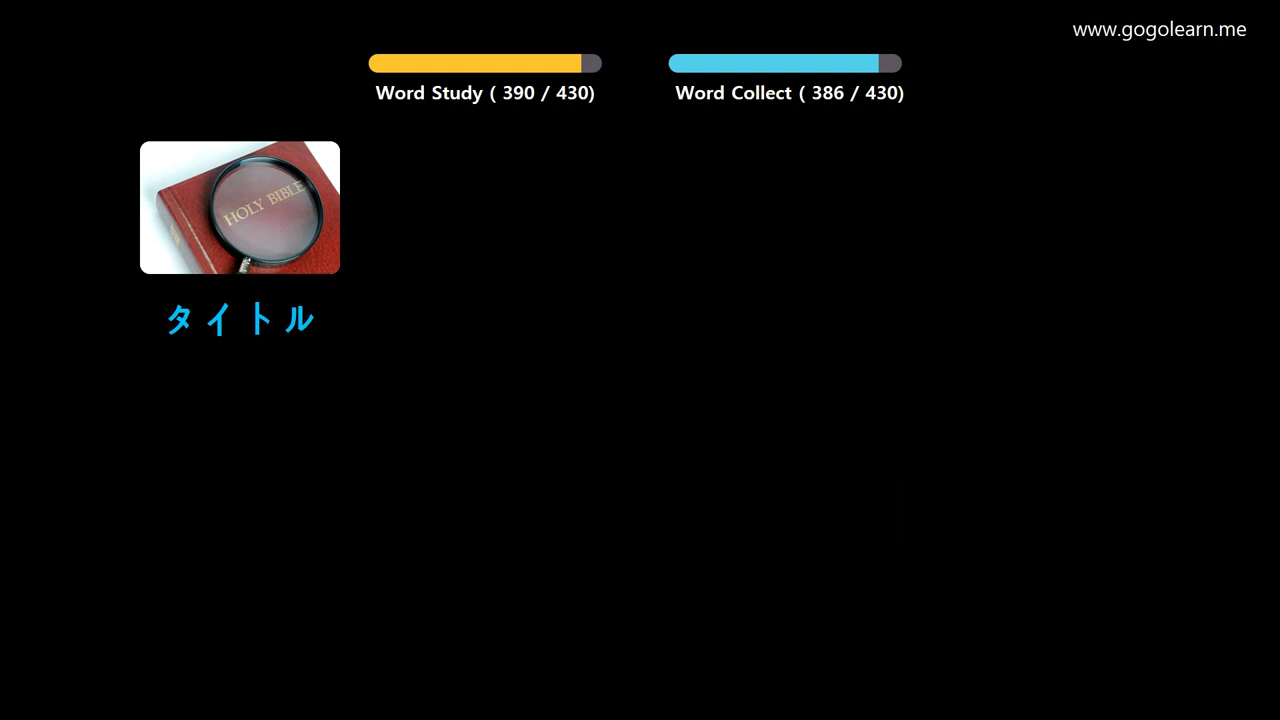 www.gogolearn.me
Word Study ( 390 / 430)
Word Collect ( 386 / 430)
HOLY BIBLE
タイトル